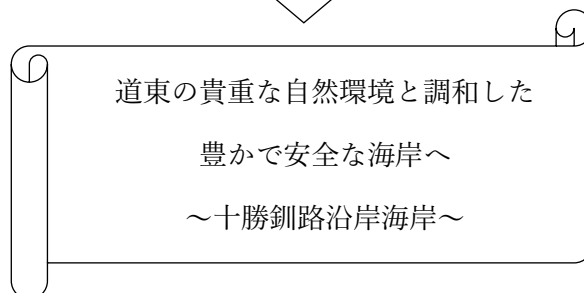 道東の貴重な自然環境と調和した
豊かで安全な海岸へ
～十勝釧路沿岸海岸～